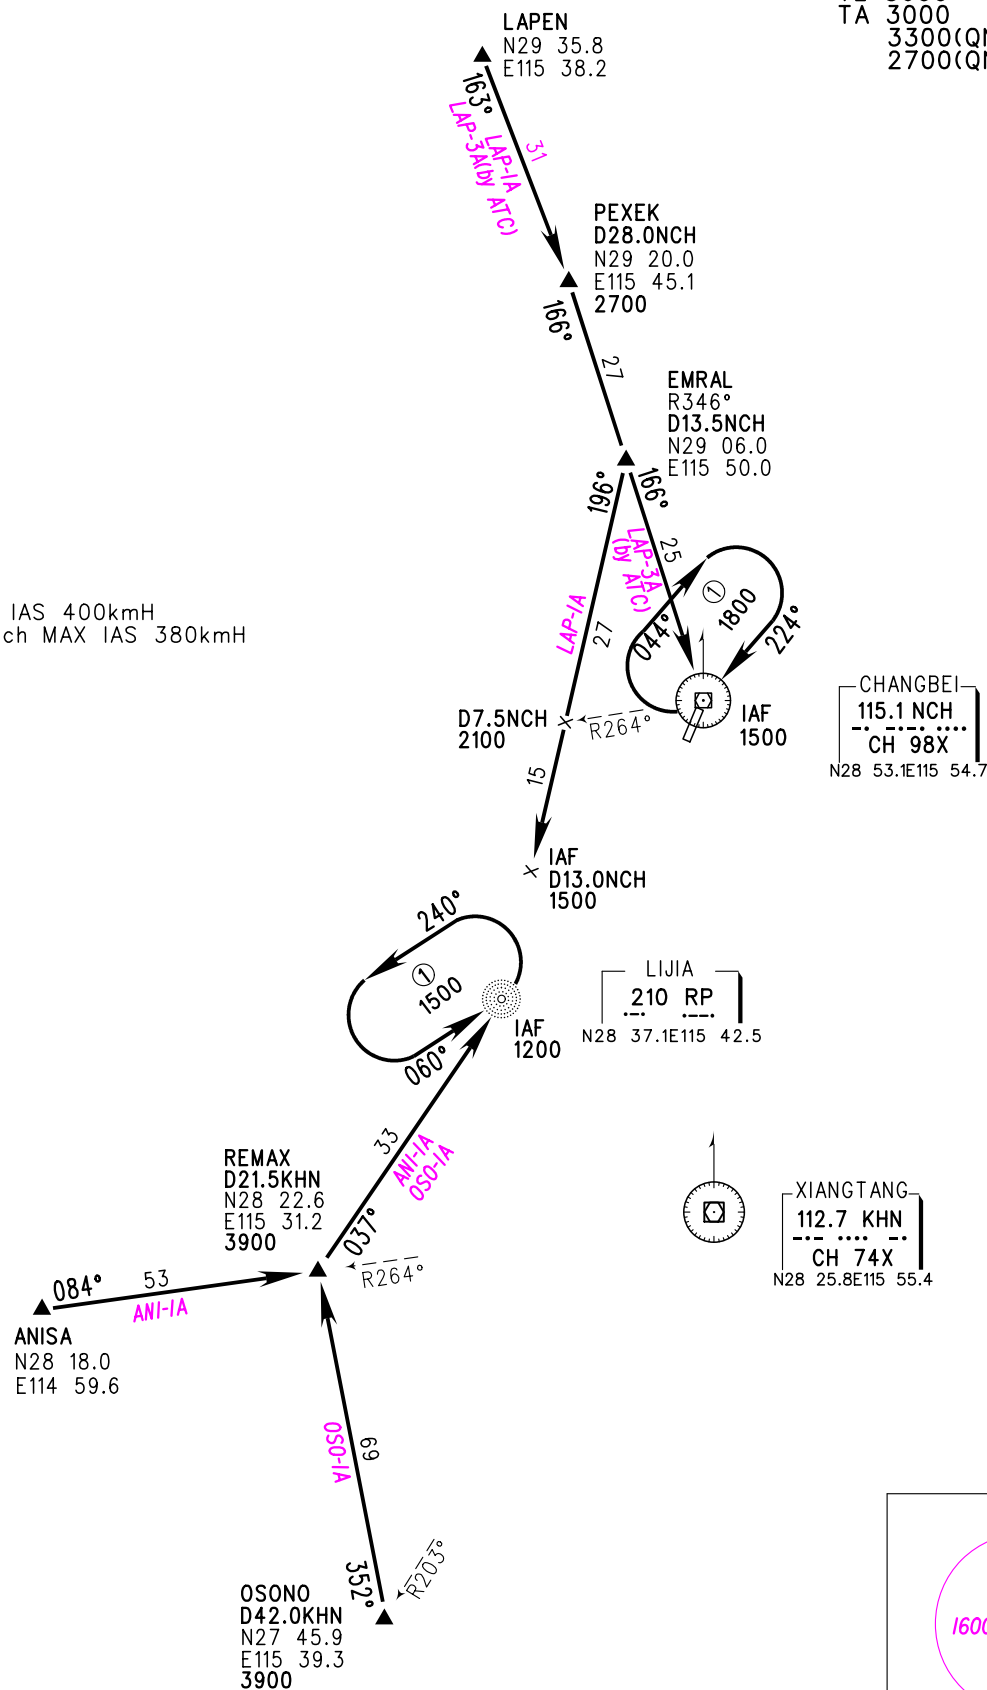 TA 3000
LAPEN
N29 35.8
E115 38.2
163°
LAP-1A
LAP-3A(by ATC)
31
PEXEK
D28.0NCH
N29 20.0
E115 45.1
2700
166°
27
EMRAL
R346°
D13.5NCH
N29 06.0
E115 50.0
196°
166°
LAP-3A
(by ATC)
25
LAP-1A
27
IAS 400kmH
ch MAX IAS 380kmH
1
1800
044°
224°
IAF
1500
CHANGBEI
115.1 NCH
CH 98X
N28 53.1E115 54.7
D7.5NCH
2100
R264°
15
IAF
D13.0NCH
1500
240°
1
1500
060°
IAF
1200
LIJIA
210 RP
N28 37.1E115 42.5
33
ANI-1A
OSO-1A
REMAX
D21.5KHN
N28 22.6
E115 31.2
3900
037°
R264°
XIANGTANG
112.7 KHN
CH 74X
N28 25.8E115 55.4
084°
53
ANI-1A
ANISA
N28 18.0
E114 59.6
OSO-1A
69
352°
R203°
OSONO
D42.0KHN
N27 45.9
E115 39.3
3900